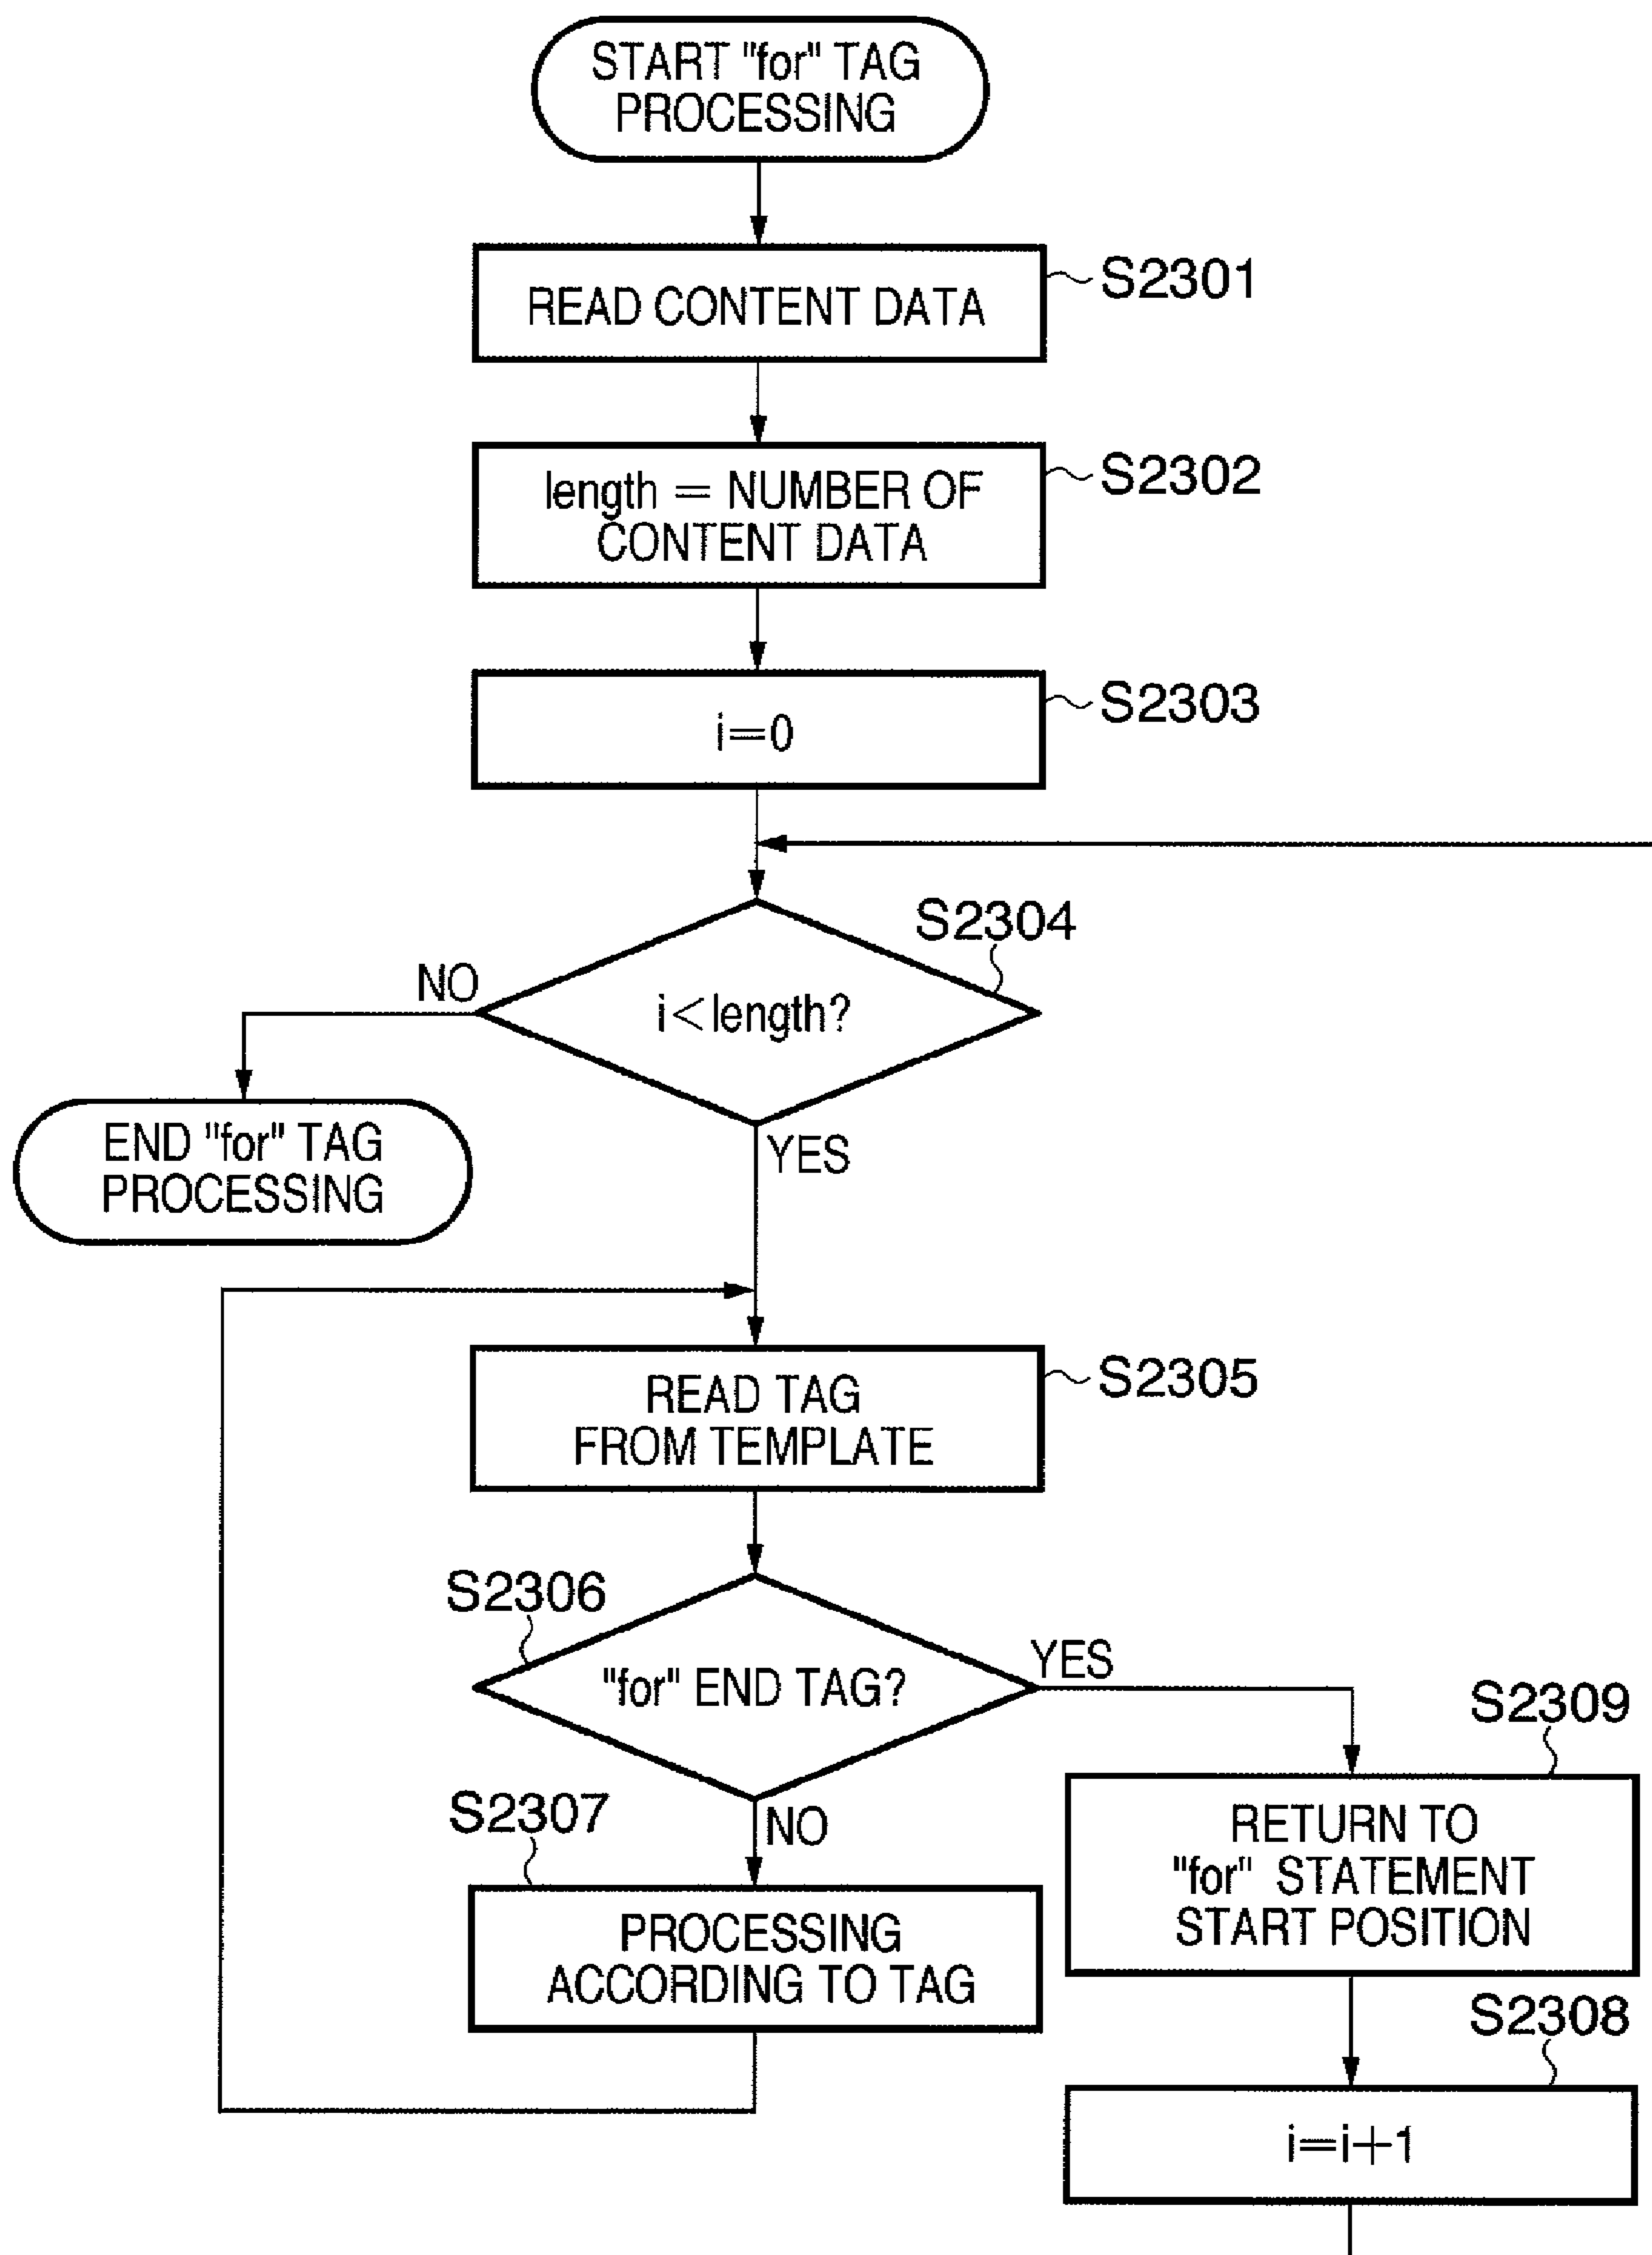 START "for" TAG
PROCESSING
READ CONTENT DATA
S2301
length = NUMBER OF
CONTENT DATA
S2302
i=0
S2303
S2304
NO
i<length?
END "for" TAG
PROCESSING
YES
READ TAG
FROM TEMPLATE
S2305
S2306
"for" END TAG?
YES
S2309
S2307
NO
RETURN TO
"for" STATEMENT
START POSITION
PROCESSING
ACCORDING TO TAG
S2308
i=i+1